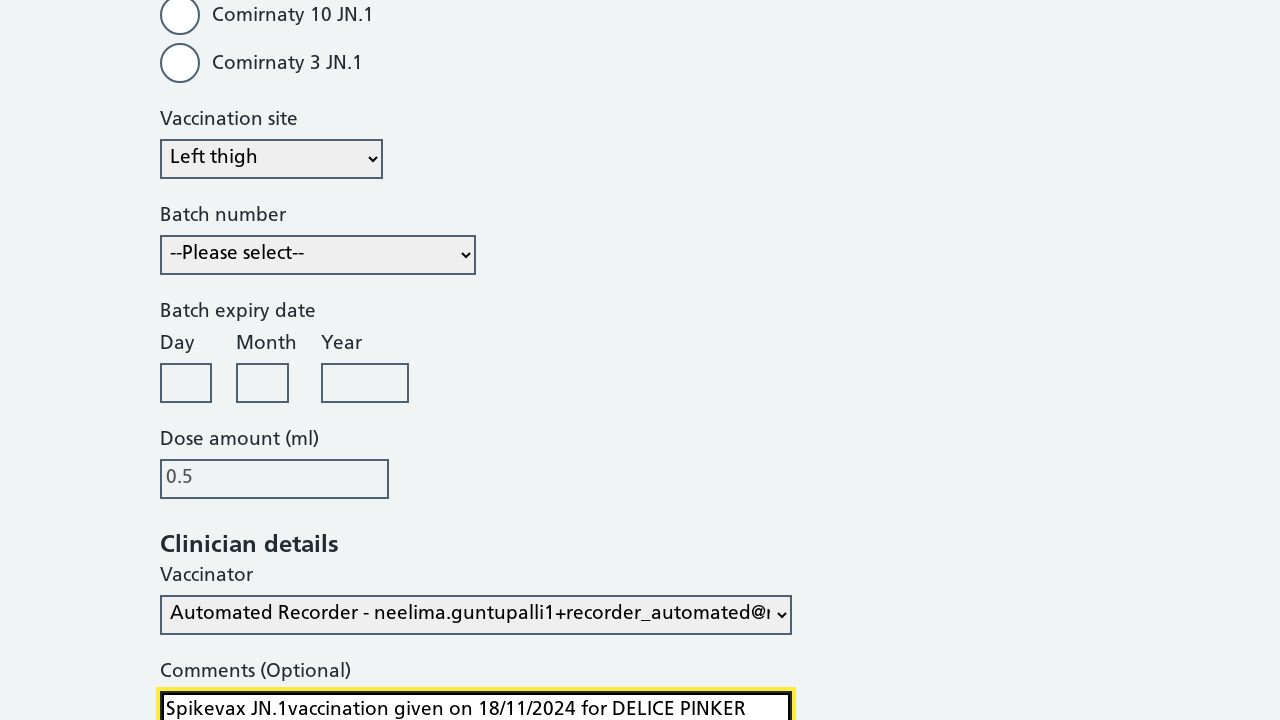 Comirnaty 10 JN.1
Comirnaty 3 JN.1
Vaccination site
Left thigh
Batch number
--Please select--
Batch expiry date
Day Month Year
Dose amount (ml)
0.5
Clinician details
Vaccinator
Automated Recorder - neelima.guntupalli1+recorder_automated@
Comments (Optional)
Spikevax JN.1vaccination given on 18/11/2024 for DELICE PINKER